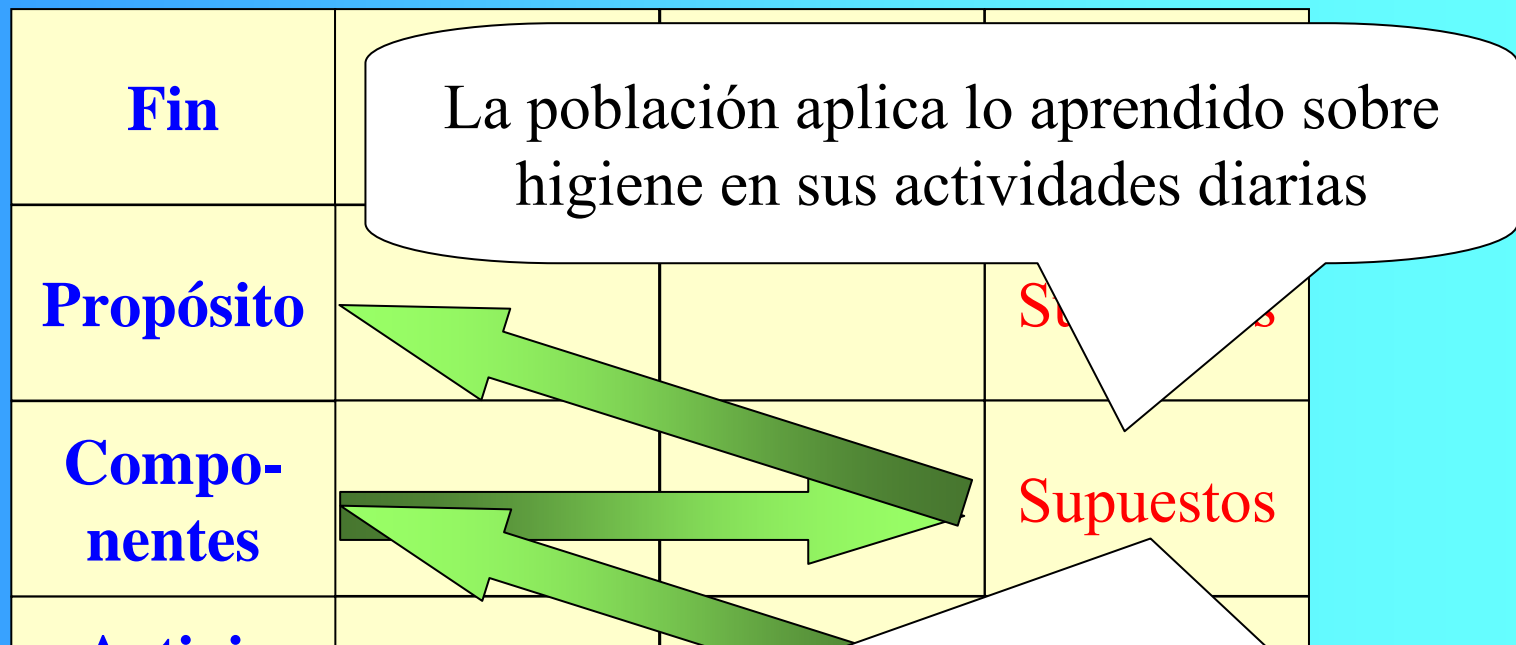 Fin
La población aplica lo aprendido sobre
higiene en sus actividades diarias
Propósito
Compo-
nentes
Supuestos